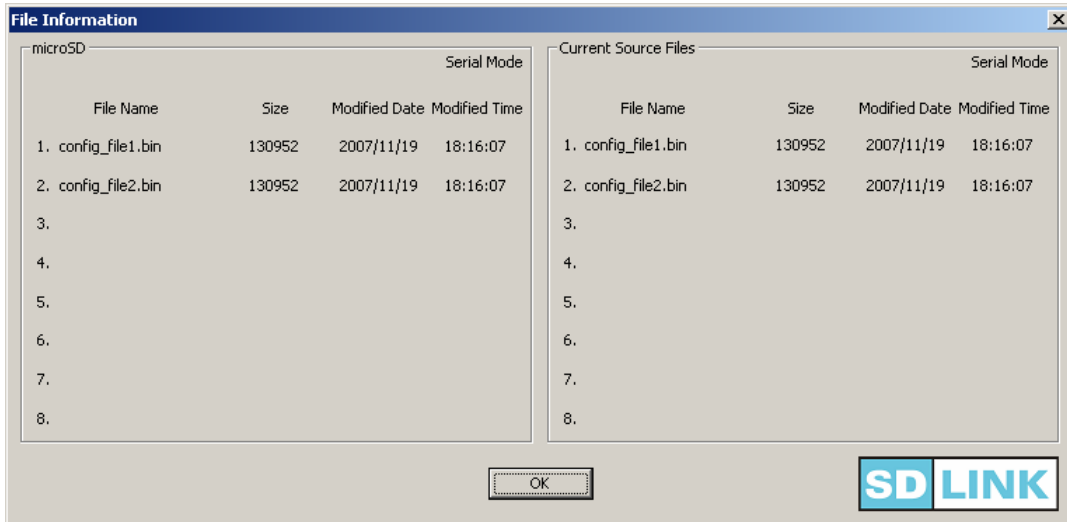 File Information
microSD
Serial Mode
File Name Size Modified Date Modified Time
1. config_file1.bin 130952 2007/11/19 18:16:07
2. config_file2.bin 130952 2007/11/19 18:16:07
3.
4.
5.
6.
7.
8.
Current Source Files
Serial Mode
File Name Size Modified Date Modified Time
1. config_file1.bin 130952 2007/11/19 18:16:07
2. config_file2.bin 130952 2007/11/19 18:16:07
3.
4.
5.
6.
7.
8.
OK
SD LINK